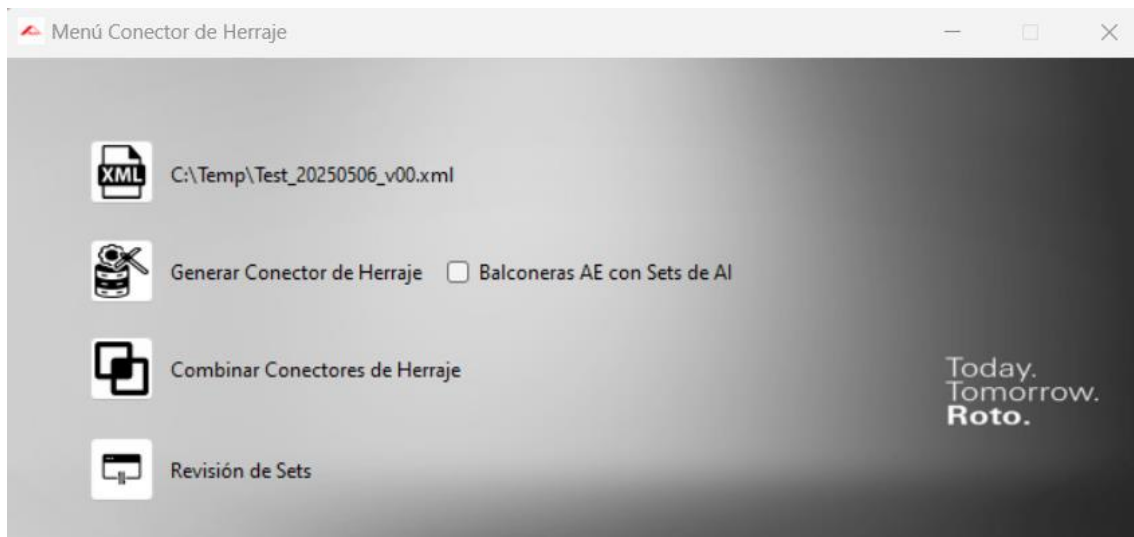 Menú Conector de Herraje
XML
C:\Temp\Test_20250506_v00.xml
Generar Conector de Herraje
Balconeras AE con Sets de AI
Combinar Conectores de Herraje
Today.
Tomorrow.
Roto.
Revisión de Sets